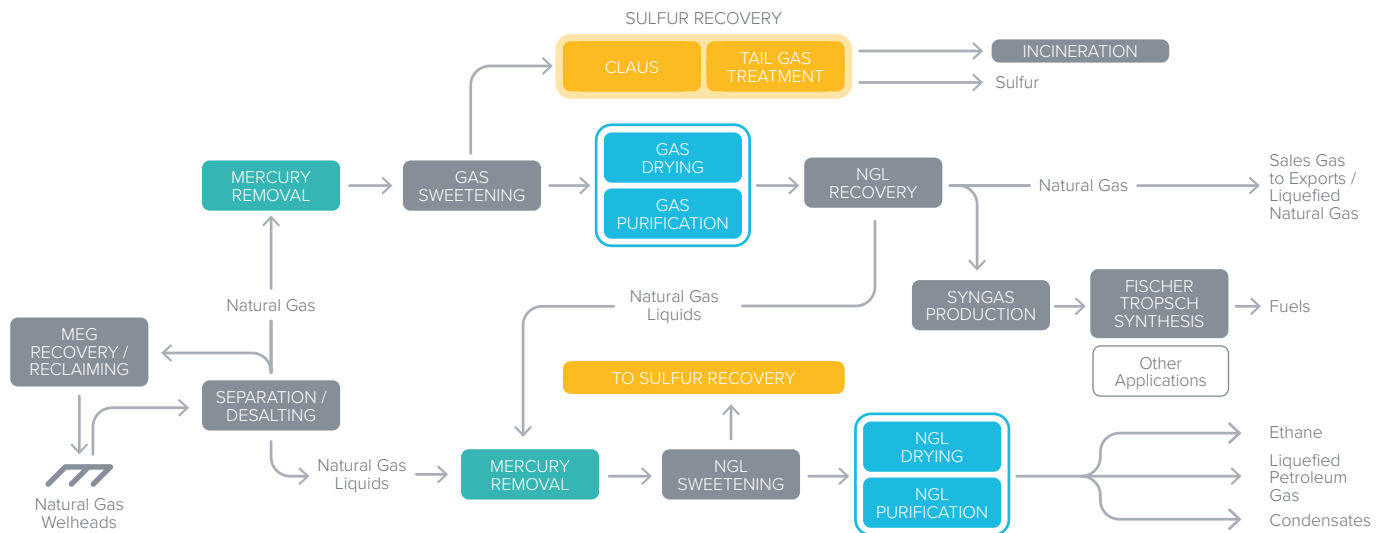 SULFUR RECOVERY
CLAUS
TAIL GAS
TREATMENT
INCINERATION
Sulfur
MERCURY
REMOVAL
GAS
SWEETENING
GAS
DRYING
GAS
PURIFICATION
NGL
RECOVERY
Natural Gas
Sales Gas
to Exports /
Liquefied
Natural Gas
Natural Gas
Natural Gas
Liquids
SYNGAS
PRODUCTION
FISCHER
TROPSCH
SYNTHESIS
Fuels
Other
Applications
MEG
RECOVERY /
RECLAIMING
SEPARATION /
DESALTING
TO SULFUR RECOVERY
Natural Gas
Welheads
Natural Gas
Liquids
MERCURY
REMOVAL
NGL
SWEETENING
NGL
DRYING
NGL
PURIFICATION
Ethane
Liquefied
Petroleum
Gas
Condensates